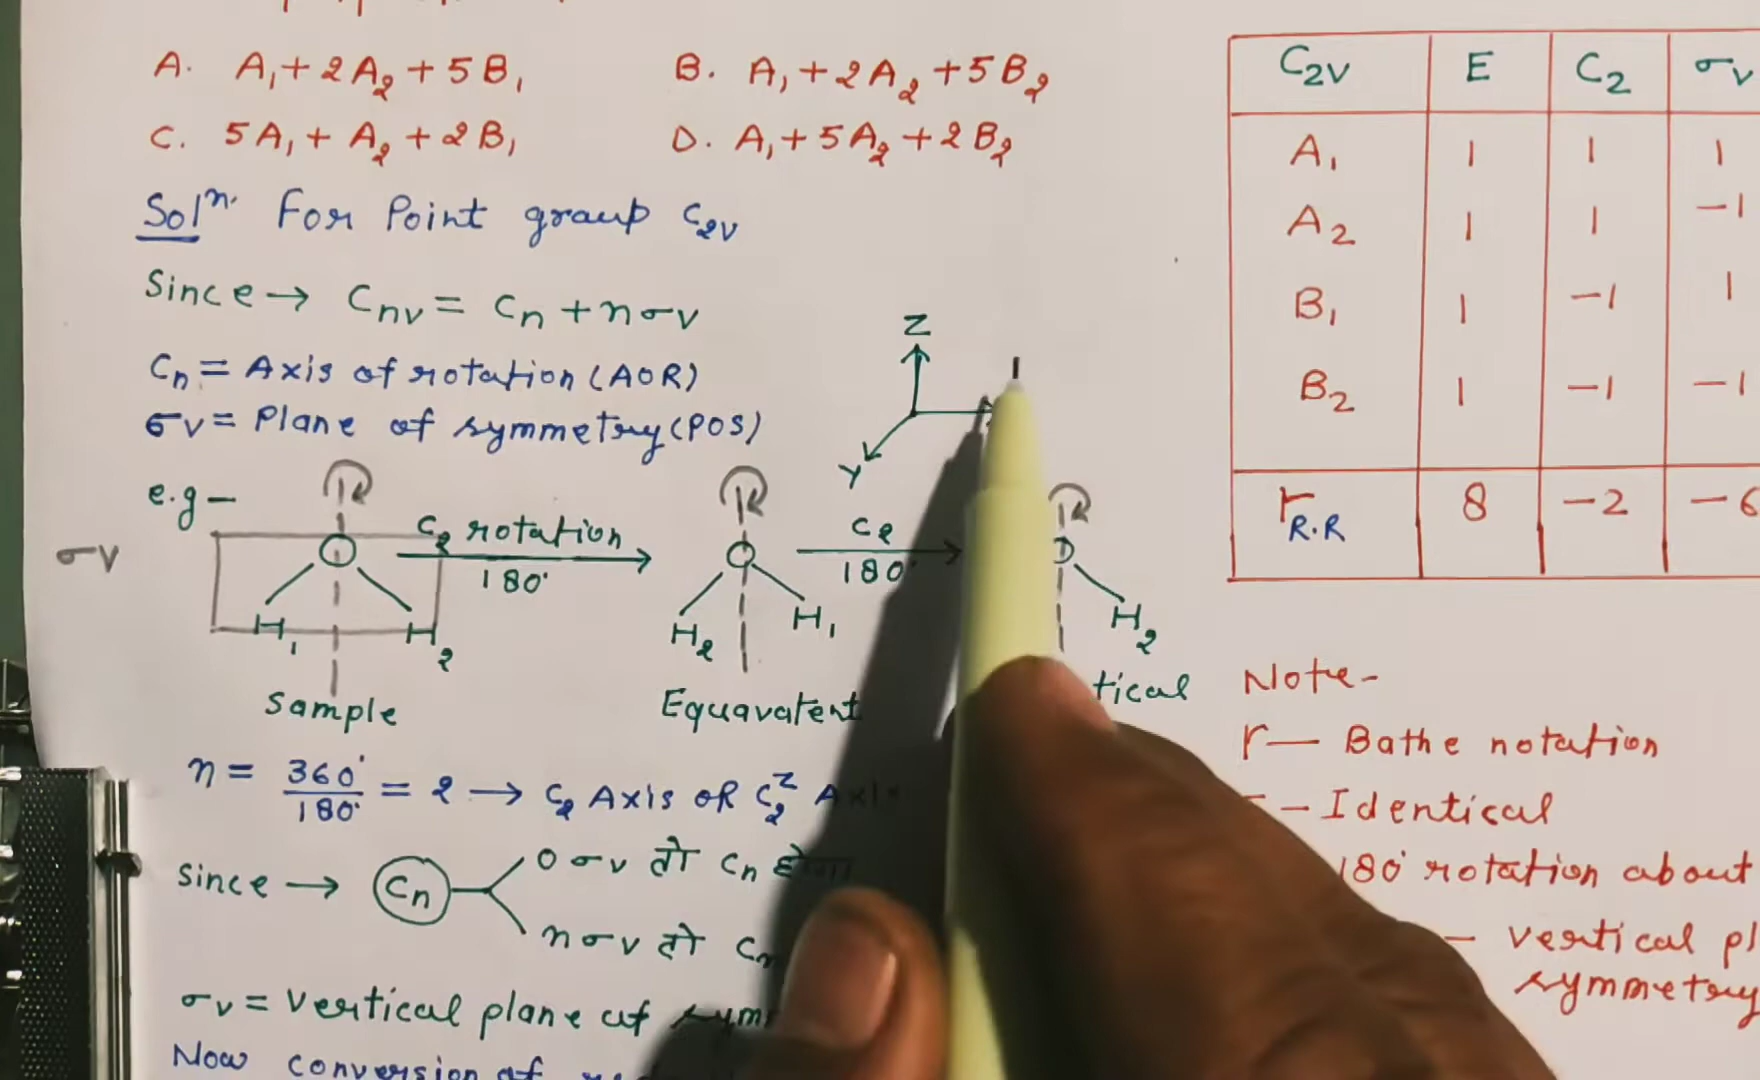 A. A₁+2A₂+5B₁ B. A₁+2A₂+5B₂
C. 5A₁+A₂+2B₁ D. A₁+5A₂+2B₂
Solⁿ. For Point group C₂v
Since→ Cnv = Cn + nσv
Cn = Axis of rotation (AOR)
σv = Plane of symmetry (POS)
Z
Y
e.g –
σv
C₂ rotation
180°
C₂
180°
O
H₁ H₂
O
H₂ H₁
H₂
Sample Equavatent tical
n = 360°/180° = 2 → C₂ Axis OR C₂ᶻ
Since → Cn
0 σv तो Cn
nσv तो
σv = Vertical plane of
Now conversion of
C₂V E C₂ σv
A₁ 1 1 1
A₂ 1 1 -1
B₁ 1 -1 1
B₂ 1 -1 -1
Γ R.R 8 -2 -6
Note-
Γ— Bathe notation
– Identical
180° rotation about
– vertical
symmetry